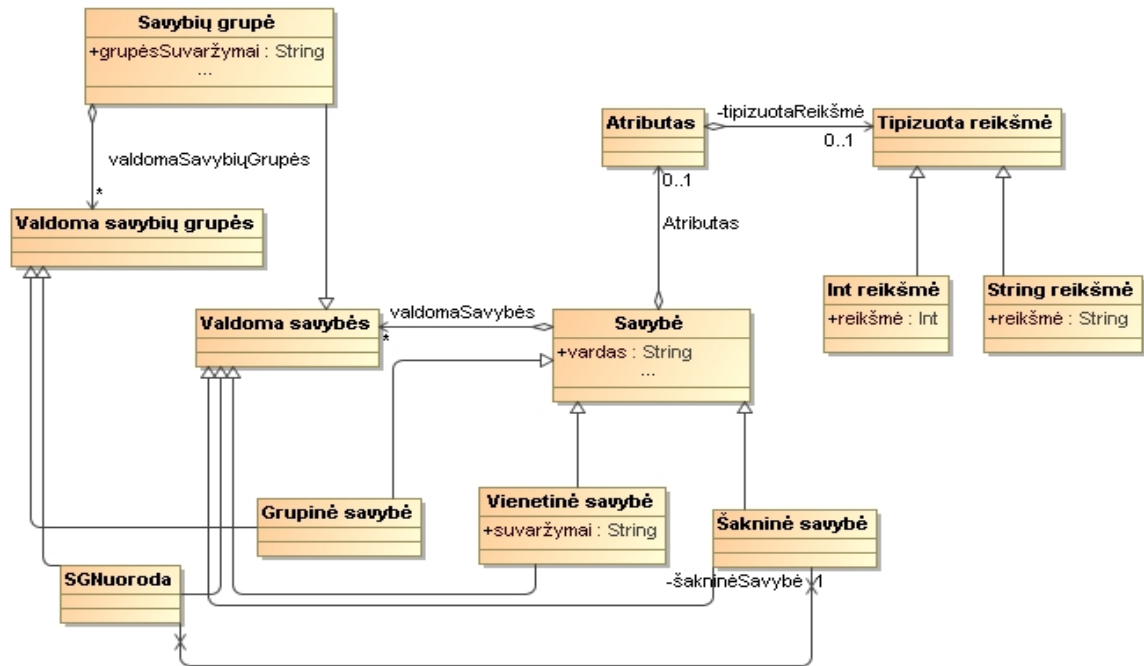 Savybių grupė
+grupėsSuvaržymai : String
...
valdomaSavybiųGrupės
*
Valdoma savybių grupės
Atributas
-tipizuotaReikšmė
0..1
Tipizuota reikšmė
0..1
Atributas
Int reikšmė
+reikšmė : Int
String reikšmė
+reikšmė : String
Valdoma savybės
valdomaSavybės
*
Savybė
+vardas : String
...
Grupinė savybė
Vienetinė savybė
+suvaržymai : String
Šakninė savybė
SGNuoroda
-šakninėSavybė
1